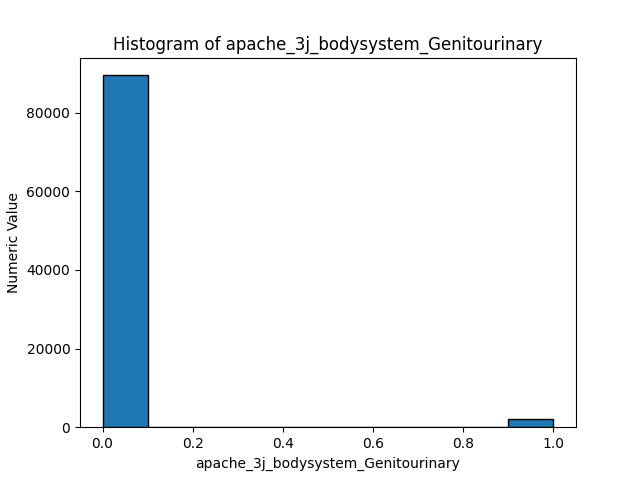 Histogram of apache_3j_bodysystem_Genitourinary
Numeric Value
80000
60000
40000
20000
0
0.0 0.2 0.4 0.6 0.8 1.0
apache_3j_bodysystem_Genitourinary